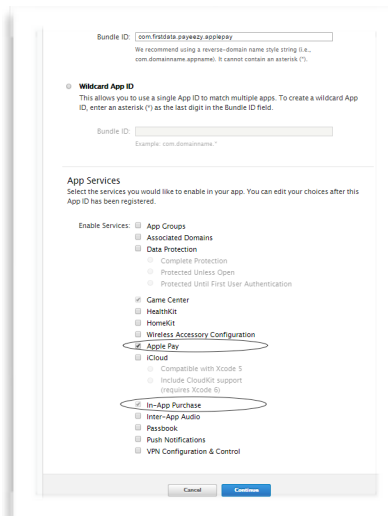 Bundle ID: com.firstdata.payeezy.applepay
We recommend using a reverse-domain name style string (i.e.,
com.domainname.appname). It cannot contain an asterisk (*).
Wildcard App ID
This allows you to use a single App ID to match multiple apps. To create a wildcard App
ID, enter an asterisk (*) as the last digit in the Bundle ID field.
Bundle ID:
Example: com.domainname.*
App Services
Select the services you would like to enable in your app. You can edit your choices after this
App ID has been registered.
Enable Services: App Groups
Associated Domains
Data Protection
Complete Protection
Protected Unless Open
Protected Until First User Authentication
Game Center
HealthKit
HomeKit
Wireless Accessory Configuration
Apple Pay
iCloud
Compatible with Xcode 5
Include CloudKit support
(requires Xcode 6)
In-App Purchase
Inter-App Audio
Passbook
Push Notifications
VPN Configuration & Control
Cancel Continue